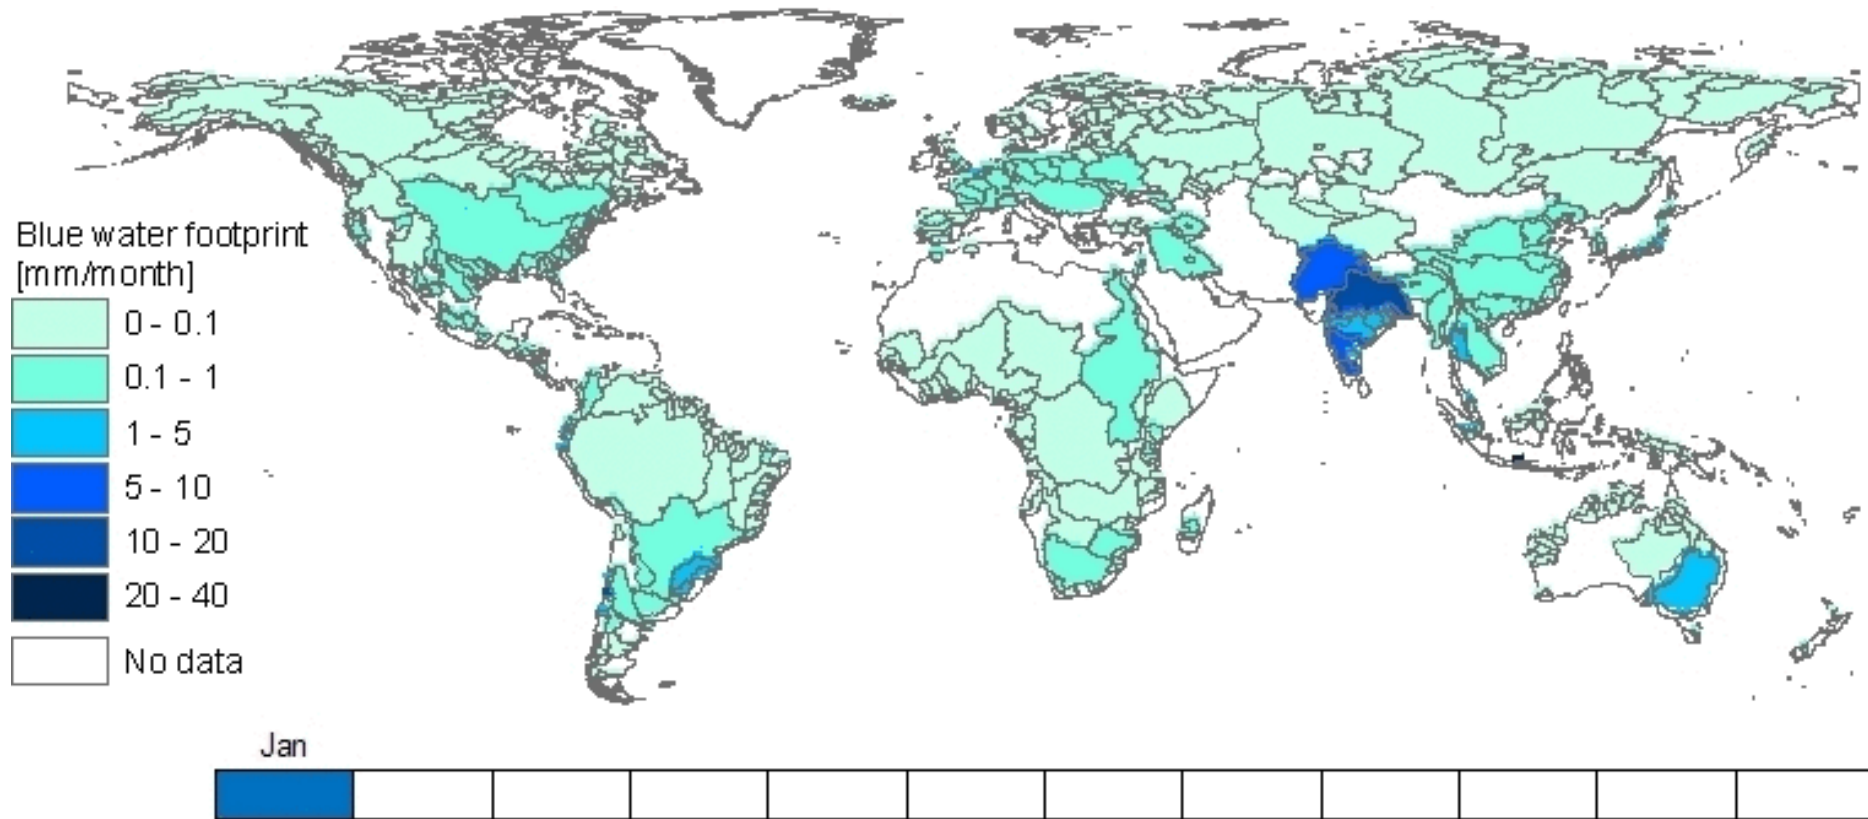 Blue water footprint
[mm/month]
0 - 0.1
0.1 - 1
1 - 5
5 - 10
10 - 20
20 - 40
No data
Jan